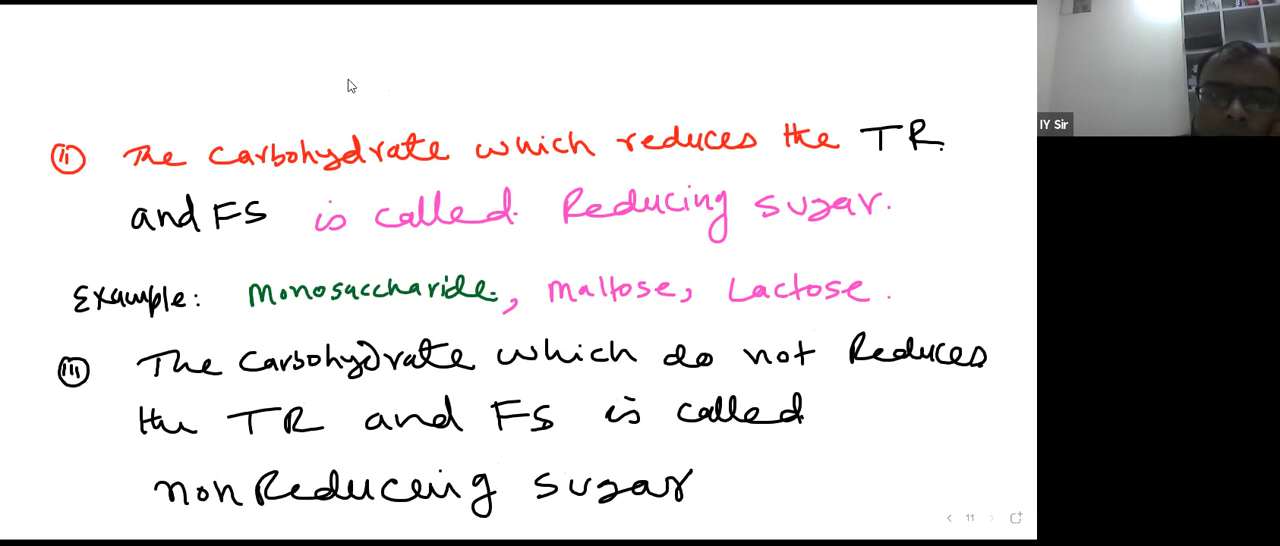 (ii) The carbohydrate which reduces the TR
and FS is called Reducing sugar.
Example: Monosaccharide, Maltose, Lactose.
(iii) The carbohydrate which do not Reduces
the TR and FS is called
non Reduceing sugar
11
IY Sir